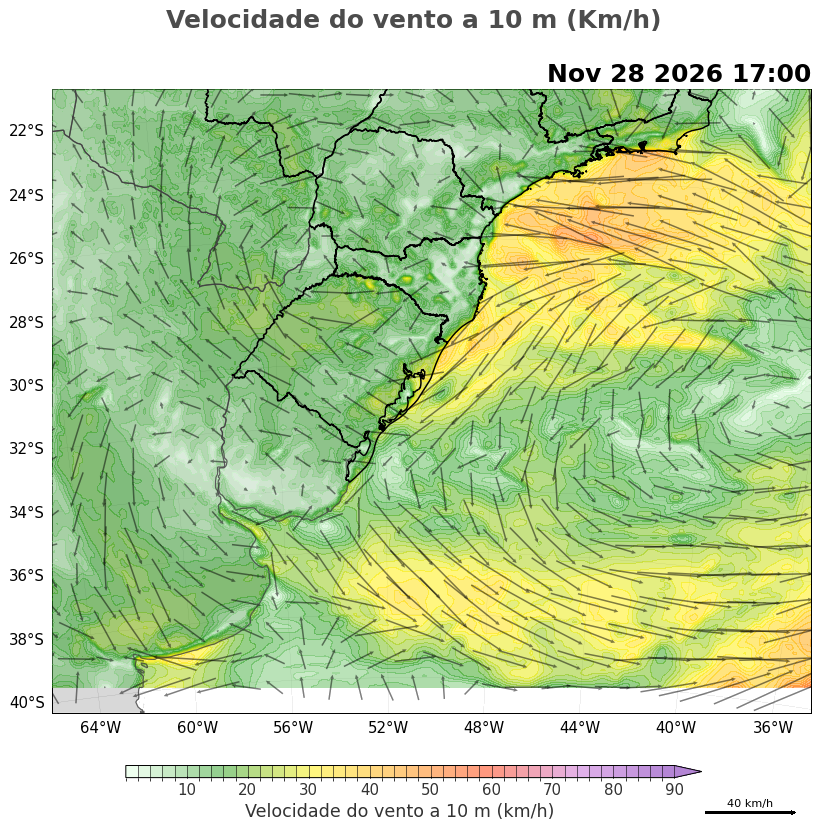 Velocidade do vento a 10 m (Km/h)
Nov 28 2026 17:00
22°S
24°S
26°S
28°S
30°S
32°S
34°S
36°S
38°S
40°S
64°W 60°W 56°W 52°W 48°W 44°W 40°W 36°W
10 20 30 40 50 60 70 80 90
Velocidade do vento a 10 m (km/h)
40 km/h